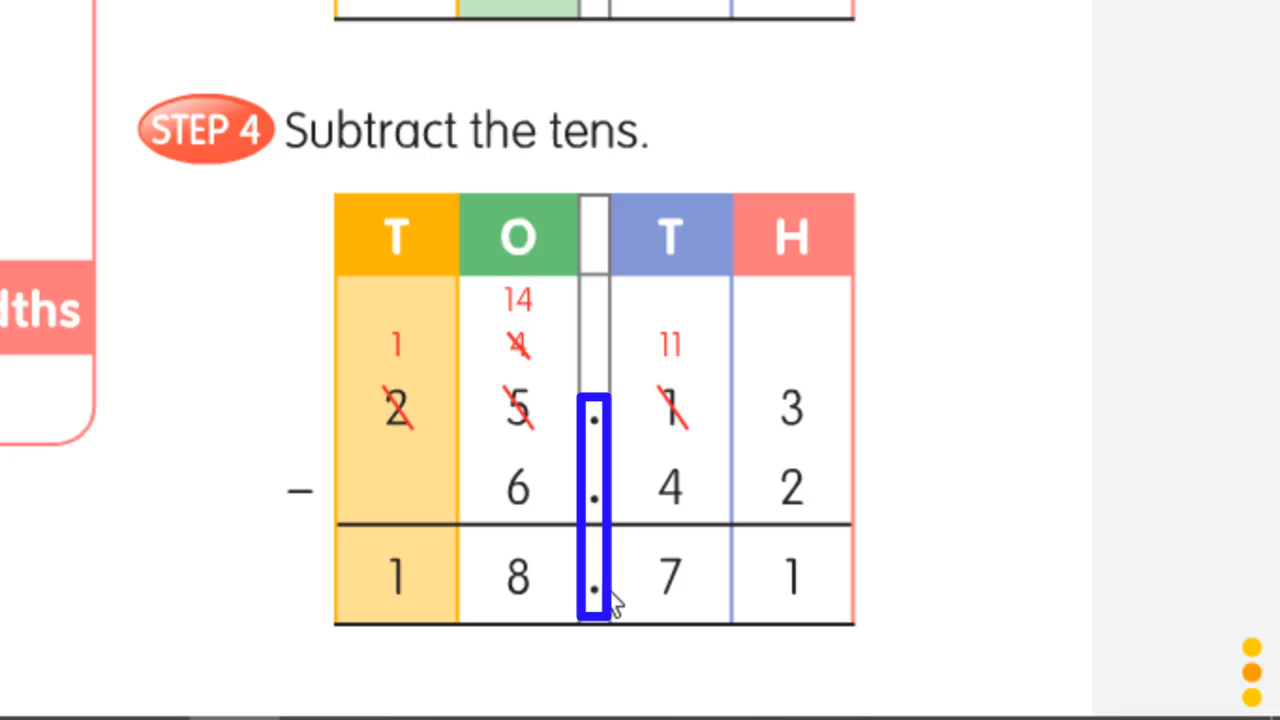 STEP 4 Subtract the tens.
T O T H
dths
14
1 4 11
2 5 . 1 3
− 6 . 4 2
1 8 . 7 1